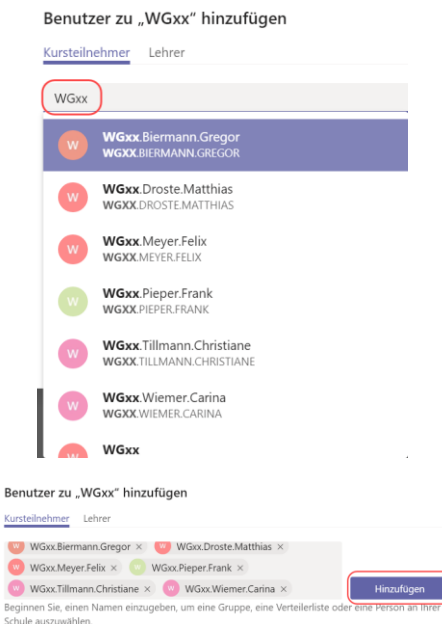 Benutzer zu „WGxx“ hinzufügen
Kursteilnehmer Lehrer
WGxx
W WGxx.Biermann.Gregor
WGXX.BIERMANN.GREGOR
W WGxx.Droste.Matthias
WGXX.DROSTE.MATTHIAS
W WGxx.Meyer.Felix
WGXX.MEYER.FELIX
W WGxx.Pieper.Frank
WGXX.PIEPER.FRANK
W WGxx.Tillmann.Christiane
WGXX.TILLMANN.CHRISTIANE
W WGxx.Wiemer.Carina
WGXX.WIEMER.CARINA
W WGxx
Benutzer zu „WGxx“ hinzufügen
Kursteilnehmer Lehrer
W WGxx.Biermann.Gregor × W WGxx.Droste.Matthias ×
W WGxx.Meyer.Felix × W WGxx.Pieper.Frank ×
W WGxx.Tillmann.Christiane × W WGxx.Wiemer.Carina × Hinzufügen
Beginnen Sie, einen Namen einzugeben, um eine Gruppe, eine Verteilerliste oder eine Person an Ihrer
Schule auszuwählen.